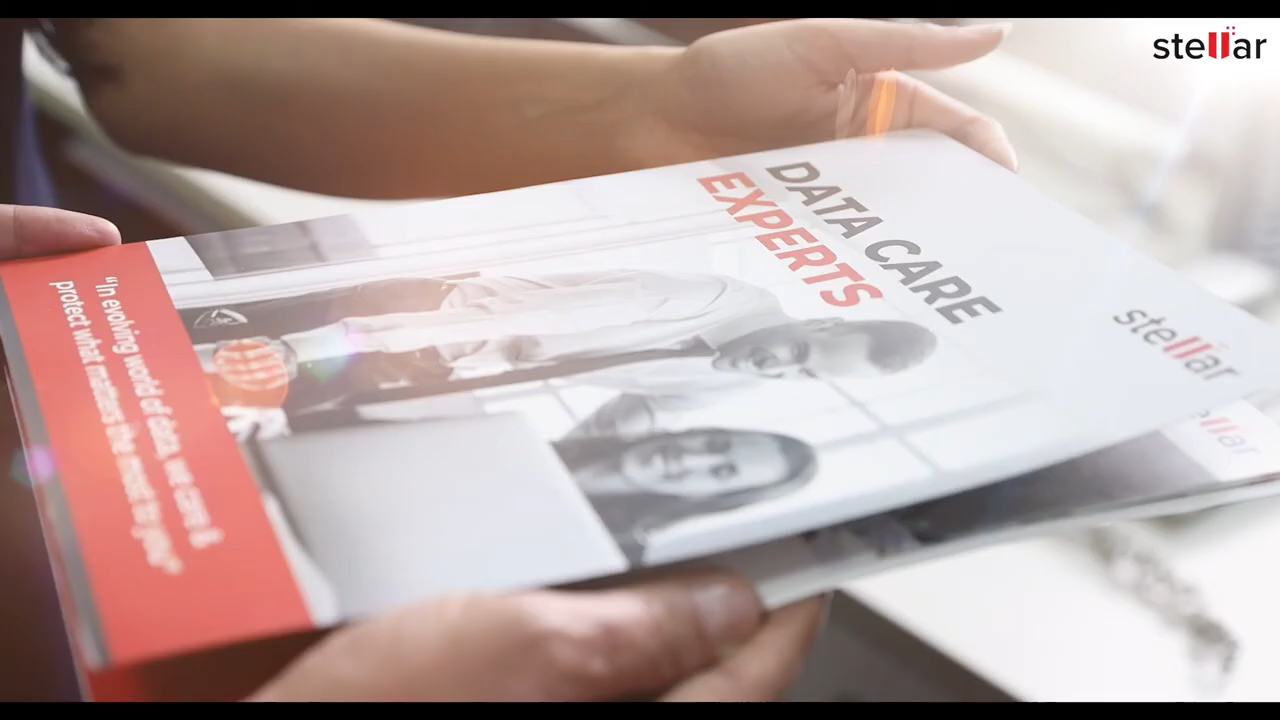 stellar
DATA CARE
EXPERTS
stellar
stellar
“In evolving world of data, we care &
protect what matters the most to you”